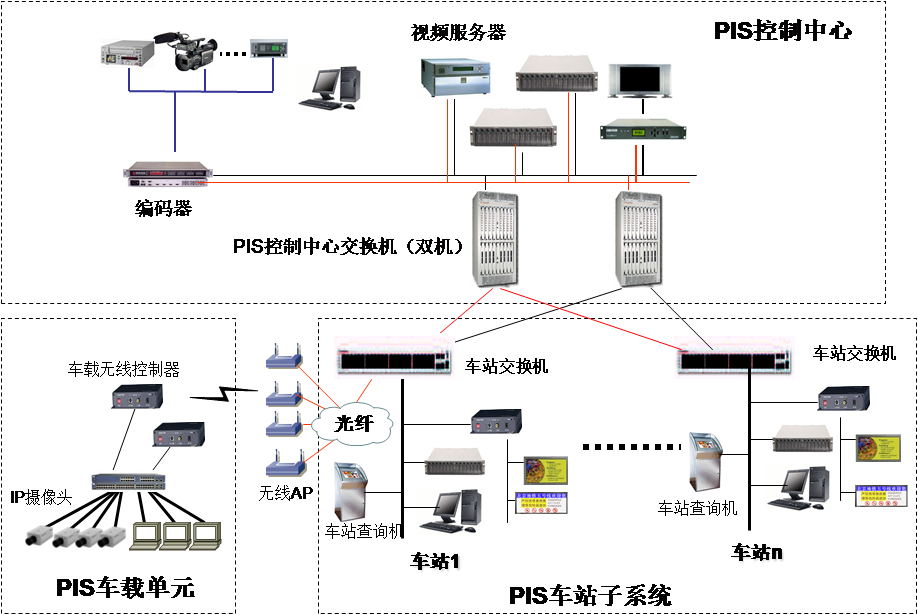 视频服务器
PIS控制中心
编码器
PIS控制中心交换机（双机）
车载无线控制器
IP摄像头
PIS车载单元
无线AP
光纤
车站交换机
车站查询机
车站1
车站交换机
车站查询机
车站n
PIS车站子系统